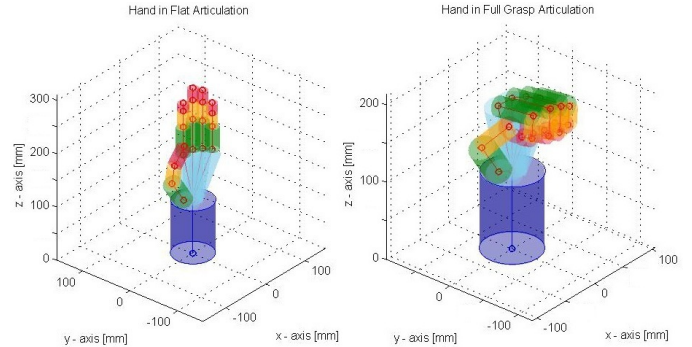 Hand in Flat Articulation
300
200
100
0
z - axis [mm]
100
0
-100
y - axis [mm]
-100
0
100
x - axis [mm]
Hand in Full Grasp Articulation
200
100
0
z - axis [mm]
100
0
-100
y - axis [mm]
-100
0
100
x - axis [mm]